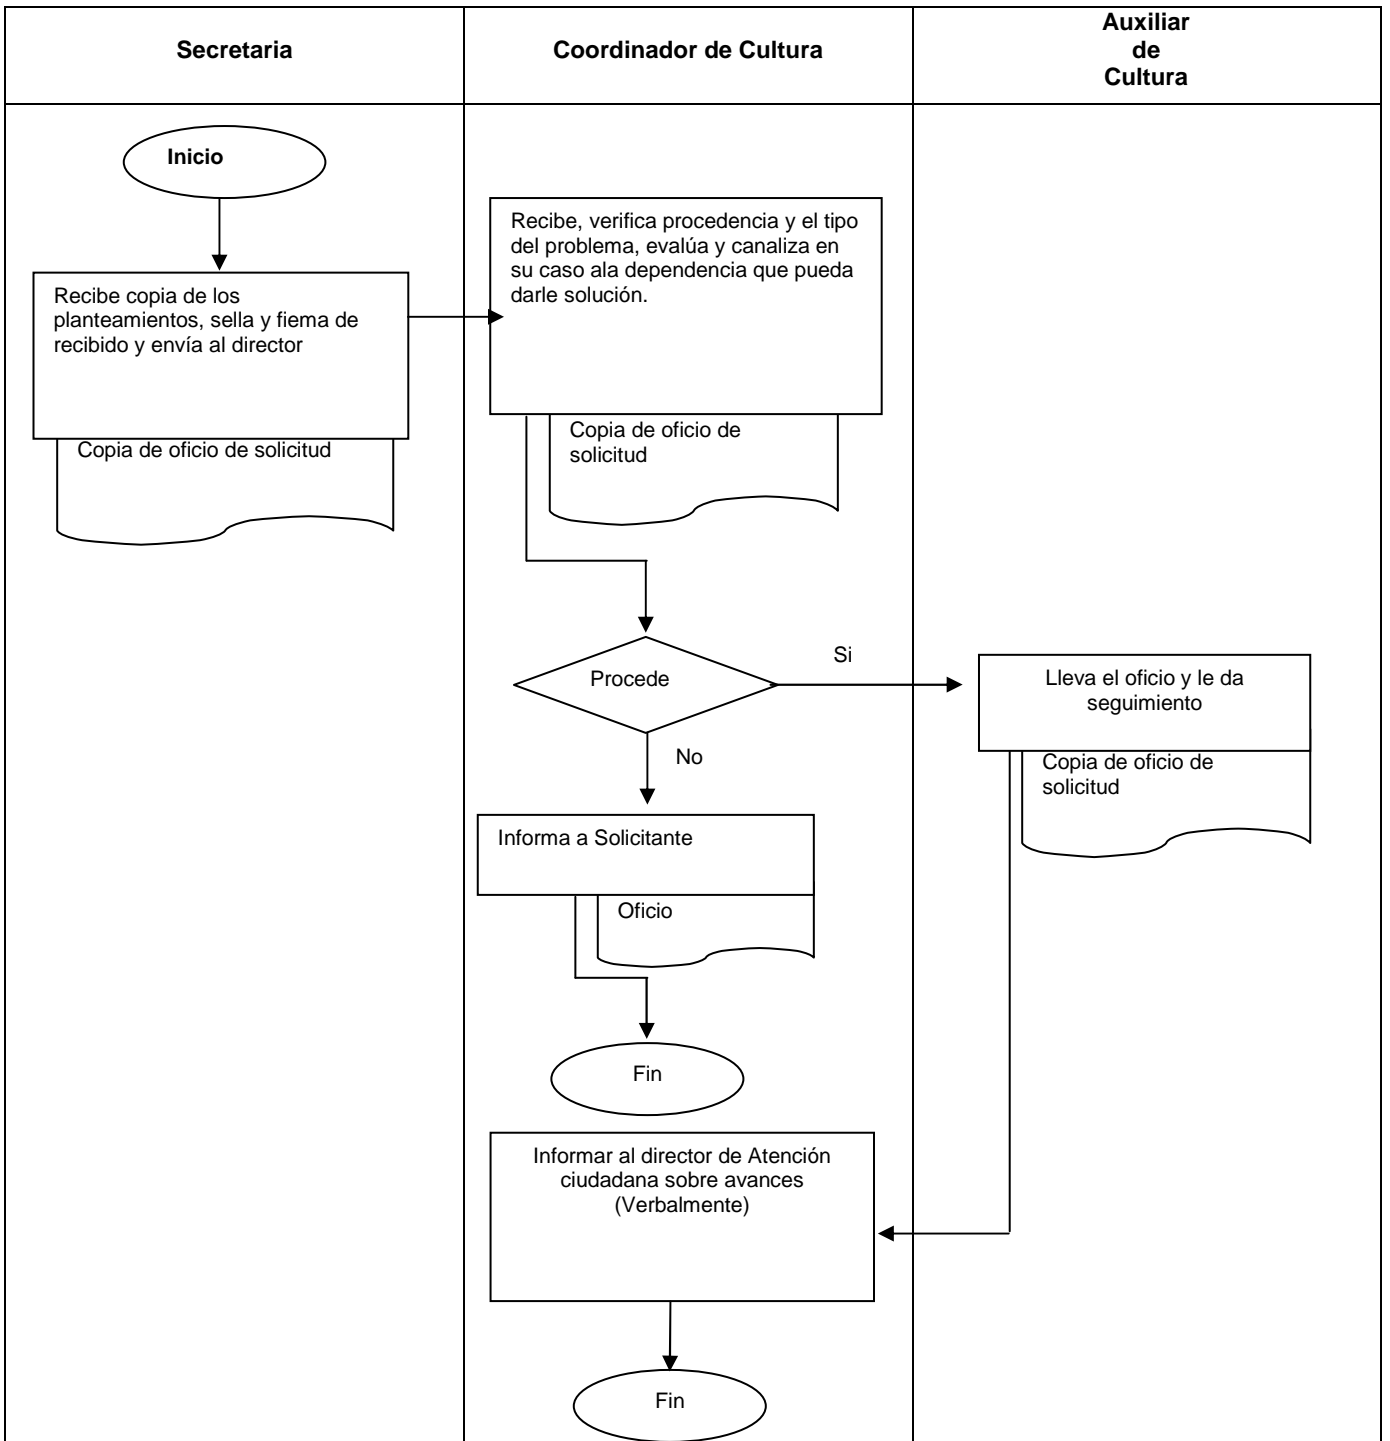 Secretaria
Coordinador de Cultura
Auxiliar
de
Cultura
Inicio
Recibe copia de los
planteamientos, sella y fiema de
recibido y envía al director
Copia de oficio de solicitud
Recibe, verifica procedencia y el tipo
del problema, evalúa y canaliza en
su caso ala dependencia que pueda
darle solución.
Copia de oficio de
solicitud
Procede
Si
Lleva el oficio y le da
seguimiento
Copia de oficio de
solicitud
No
Informa a Solicitante
Oficio
Fin
Informar al director de Atención
ciudadana sobre avances
(Verbalmente)
Fin